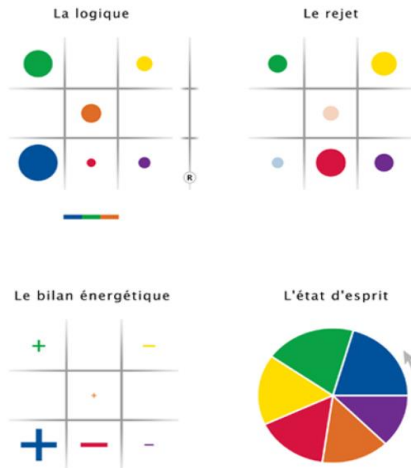 La logique
Le rejet
R
Le bilan énergétique
L'état d'esprit